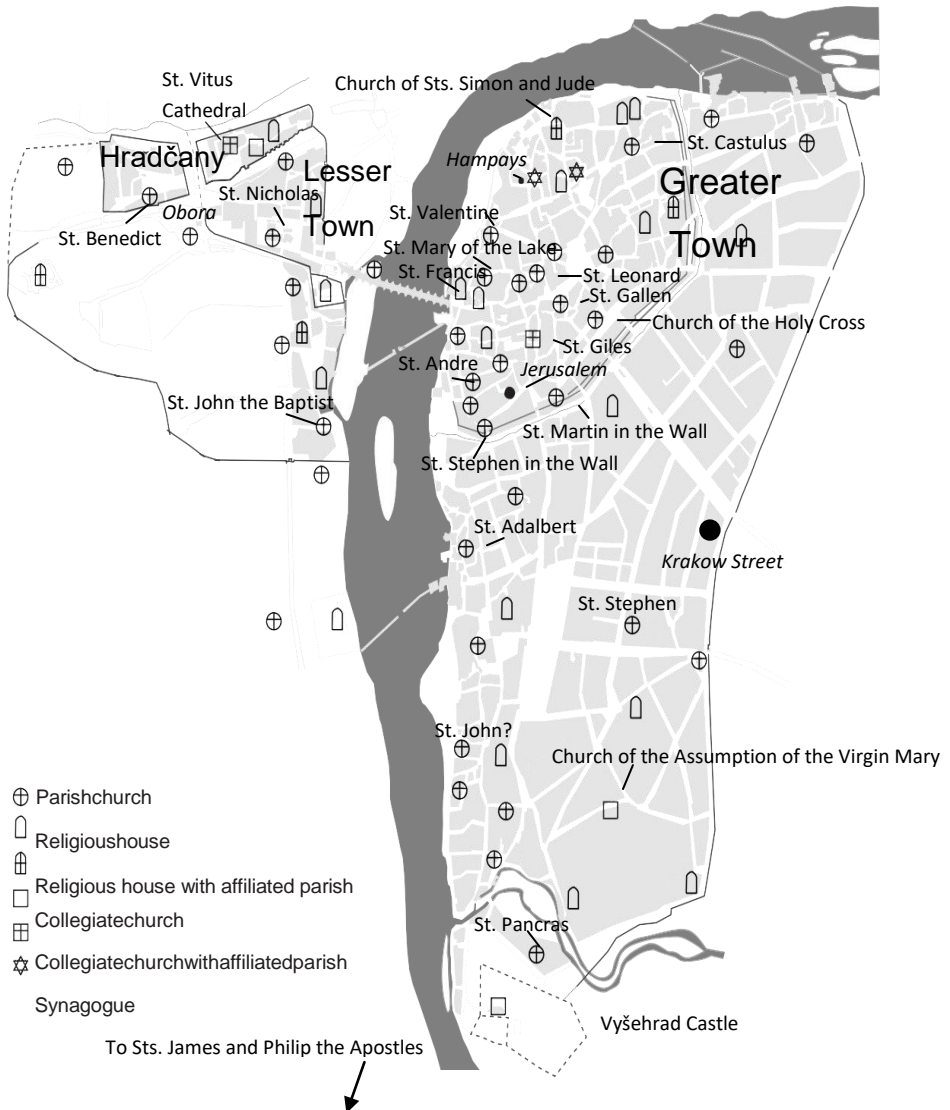 St. Vitus
Cathedral
Church of Sts. Simon and Jude
Hradčany
Lesser
Town
Hampays
St. Castulus
Greater
Town
St. Nicholas
Obora
St. Benedict
St. Valentine
St. Mary of the Lake
St. Francis
St. Leonard
St. Gallen
Church of the Holy Cross
St. Giles
St. Andre
Jerusalem
St. John the Baptist
St. Martin in the Wall
St. Stephen in the Wall
St. Adalbert
Krakow Street
St. Stephen
St. John?
Church of the Assumption of the Virgin Mary
Parishchurch
Religioushouse
Religious house with affiliated parish
Collegiatechurch
Collegiatechurchwithaffiliatedparish
Synagogue
St. Pancras
Vyšehrad Castle
To Sts. James and Philip the Apostles